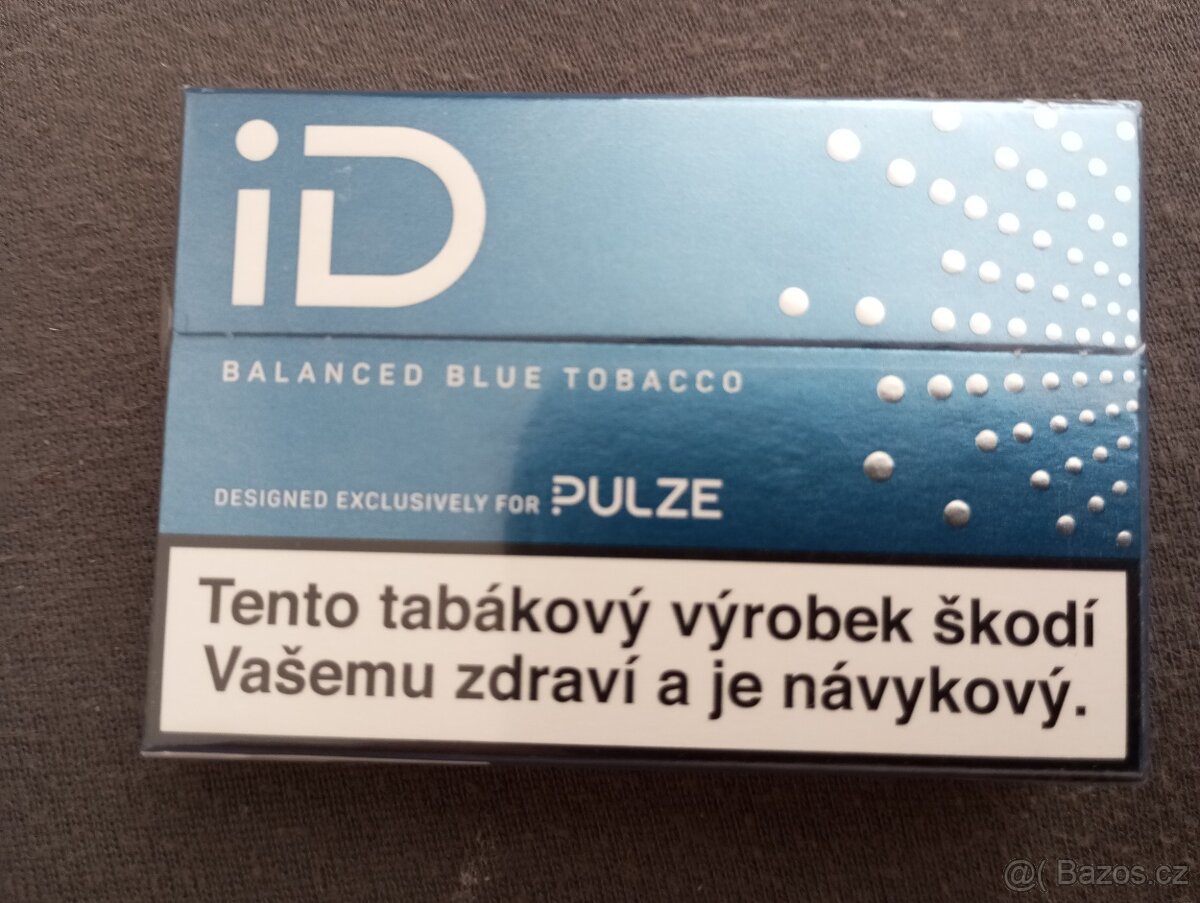 iD
BALANCED BLUE TOBACCO
DESIGNED EXCLUSIVELY FOR PULZE
Tento tabákový výrobek škodí
Vašemu zdraví a je návykový.
@( Bazos.cz